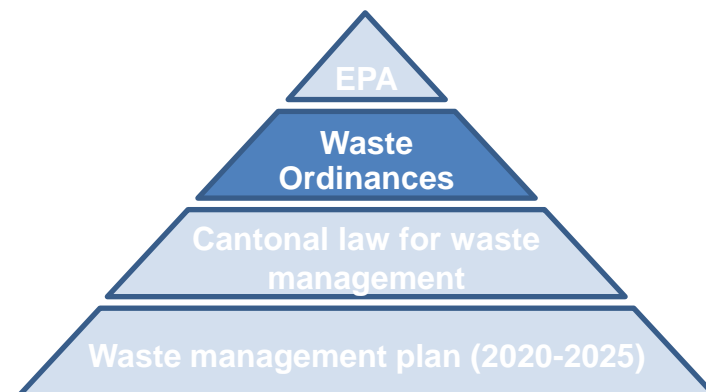 EPA
Waste
Ordinances
Cantonal law for waste
management
Waste management plan (2020-2025)